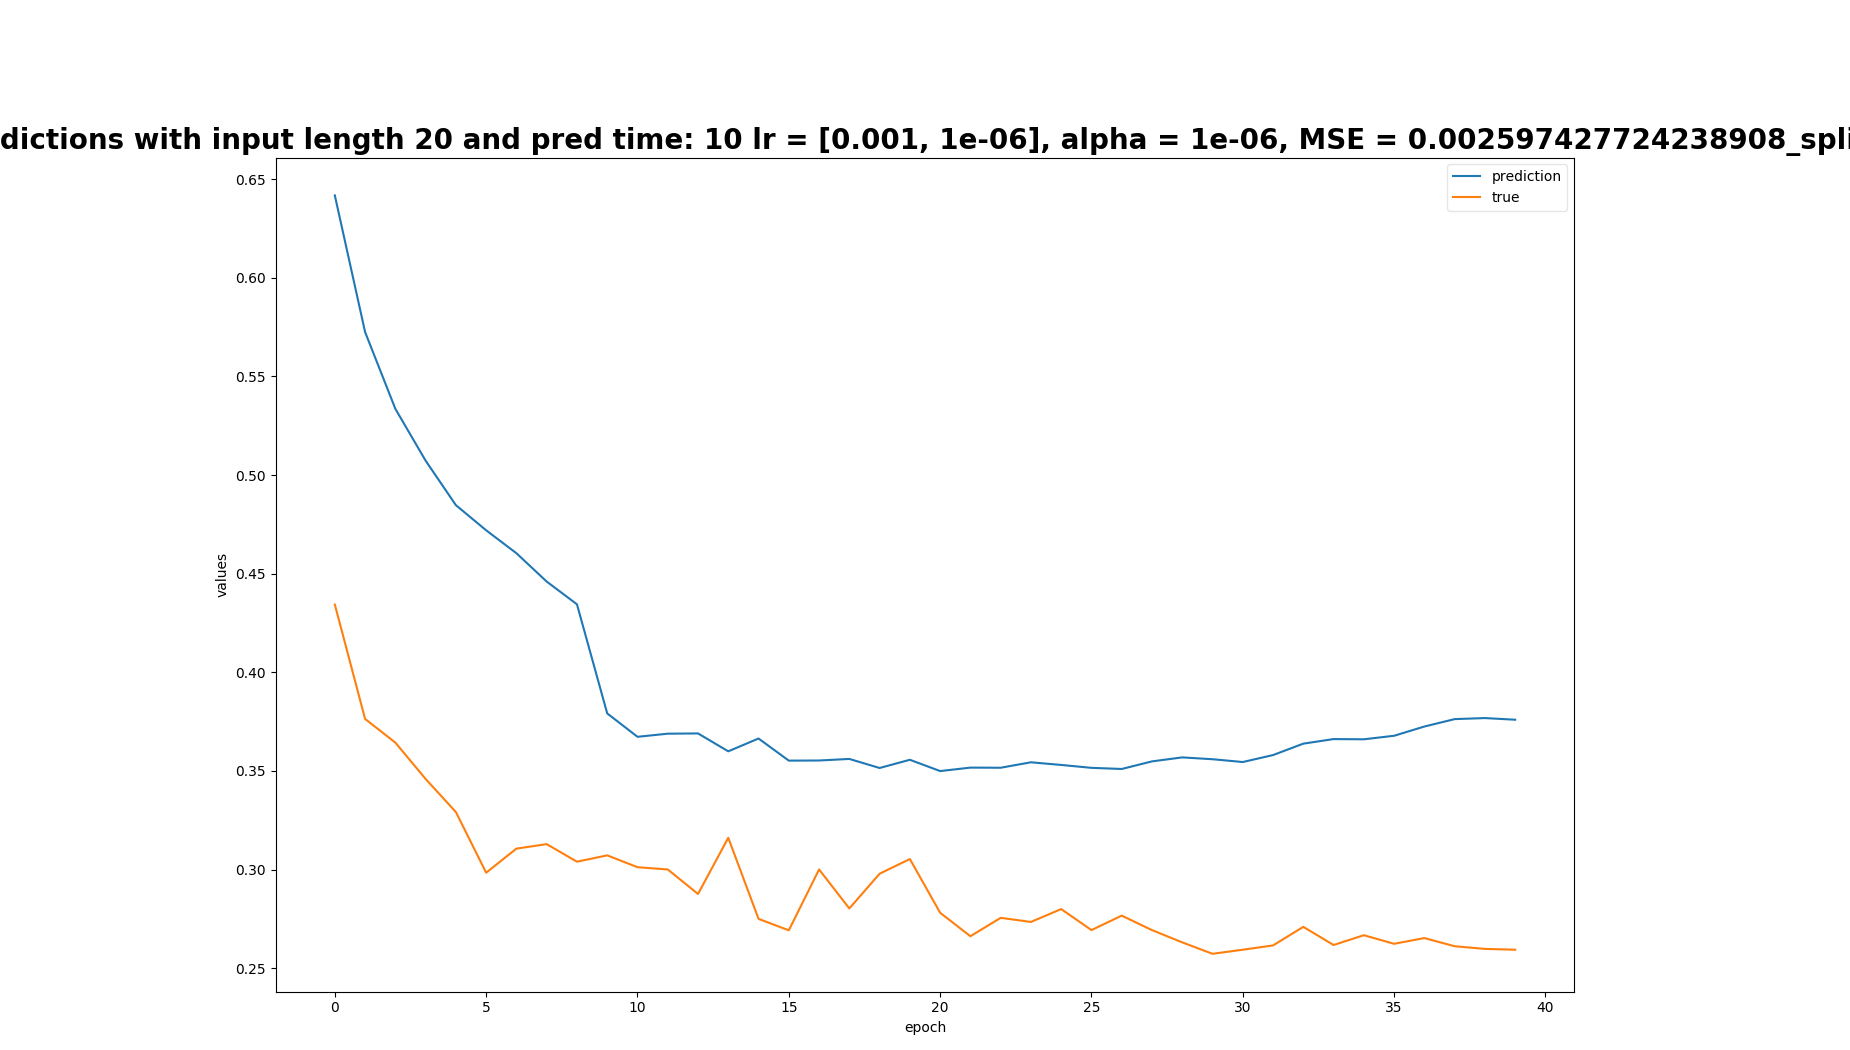 dictions with input length 20 and pred time: 10 lr = [0.001, 1e-06], alpha = 1e-06, MSE = 0.002597427724238908_spli
prediction
true
0.65
0.60
0.55
0.50
0.45
0.40
0.35
0.30
0.25
values
0 5 10 15 20 25 30 35 40
epoch